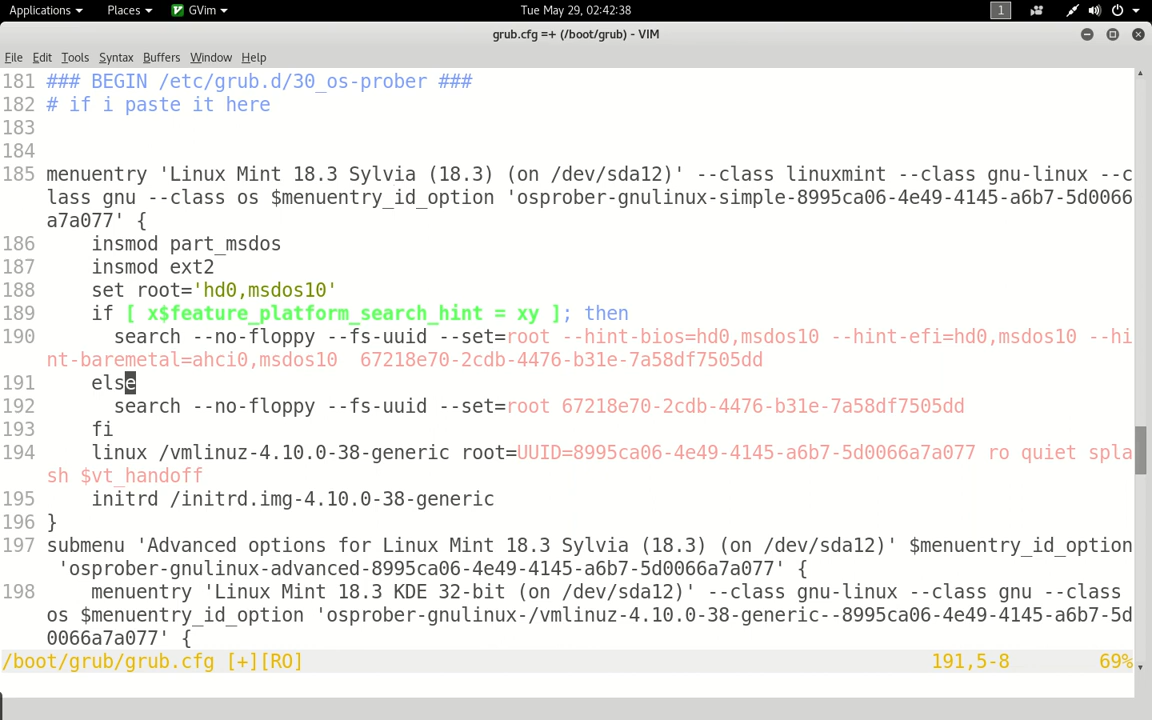 Applications Places GVim Tue May 29, 02:42:38 1
grub.cfg =+ (/boot/grub) - VIM
File Edit Tools Syntax Buffers Window Help
181 ### BEGIN /etc/grub.d/30_os-prober ###
182 # if i paste it here
183
184
185 menuentry 'Linux Mint 18.3 Sylvia (18.3) (on /dev/sda12)' --class linuxmint --class gnu-linux --c
lass gnu --class os $menuentry_id_option 'osprober-gnulinux-simple-8995ca06-4e49-4145-a6b7-5d0066
a7a077' {
186     insmod part_msdos
187     insmod ext2
188     set root='hd0,msdos10'
189     if [ x$feature_platform_search_hint = xy ]; then
190       search --no-floppy --fs-uuid --set=root --hint-bios=hd0,msdos10 --hint-efi=hd0,msdos10 --hi
nt-baremetal=ahci0,msdos10  67218e70-2cdb-4476-b31e-7a58df7505dd
191     else
192       search --no-floppy --fs-uuid --set=root 67218e70-2cdb-4476-b31e-7a58df7505dd
193     fi
194     linux /vmlinuz-4.10.0-38-generic root=UUID=8995ca06-4e49-4145-a6b7-5d0066a7a077 ro quiet spla
sh $vt_handoff
195     initrd /initrd.img-4.10.0-38-generic
196 }
197 submenu 'Advanced options for Linux Mint 18.3 Sylvia (18.3) (on /dev/sda12)' $menuentry_id_option
'osprober-gnulinux-advanced-8995ca06-4e49-4145-a6b7-5d0066a7a077' {
198     menuentry 'Linux Mint 18.3 KDE 32-bit (on /dev/sda12)' --class gnu-linux --class gnu --class
os $menuentry_id_option 'osprober-gnulinux-/vmlinuz-4.10.0-38-generic--8995ca06-4e49-4145-a6b7-5d
0066a7a077' {
/boot/grub/grub.cfg [+][RO] 191,5-8 69%